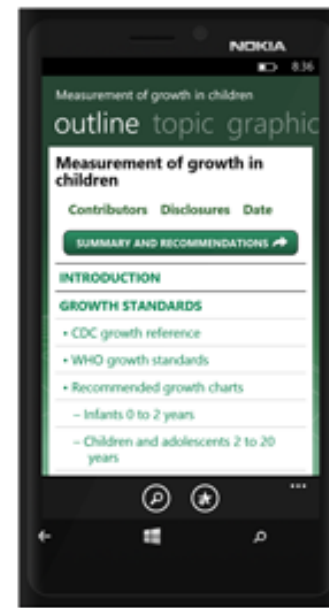 NOKIA
8:36
Measurement of growth in children
outline topic graphic
Measurement of growth in
children
Contributors Disclosures Date
SUMMARY AND RECOMMENDATIONS
INTRODUCTION
GROWTH STANDARDS
• CDC growth reference
• WHO growth standards
• Recommended growth charts
– Infants 0 to 2 years
– Children and adolescents 2 to 20
years